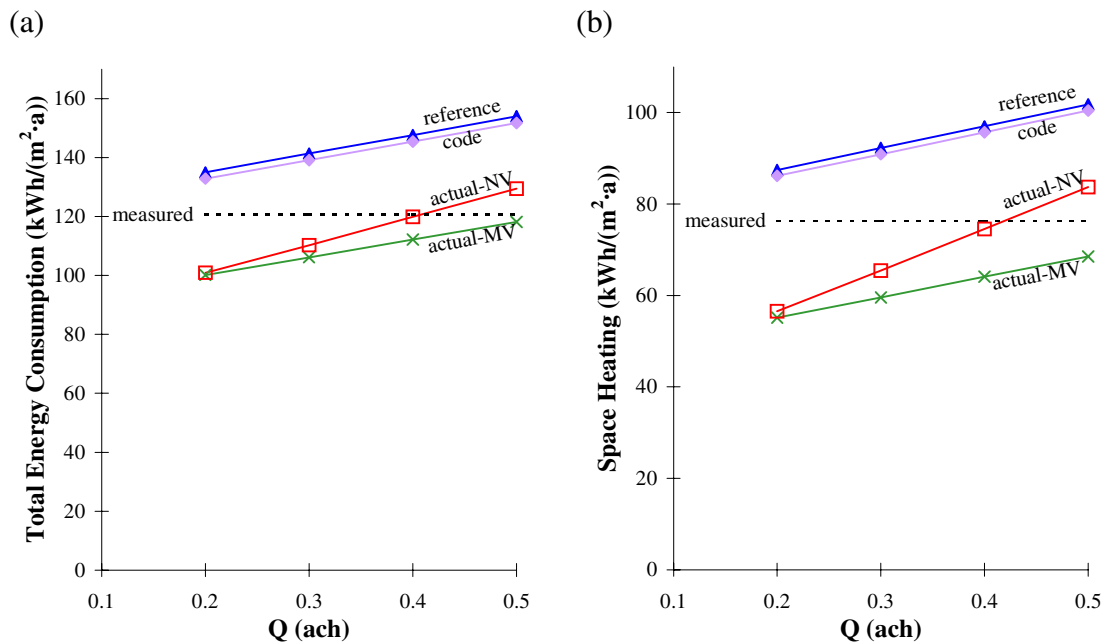 (a)
Total Energy Consumption (kWh/(m²·a))
160
140
120
100
80
60
40
20
0
0.1 0.2 0.3 0.4 0.5
Q (ach)
reference
code
actual-NV
measured
actual-MV
(b)
Space Heating (kWh/(m²·a))
100
80
60
40
20
0
0.1 0.2 0.3 0.4 0.5
Q (ach)
reference
code
actual-NV
measured
actual-MV